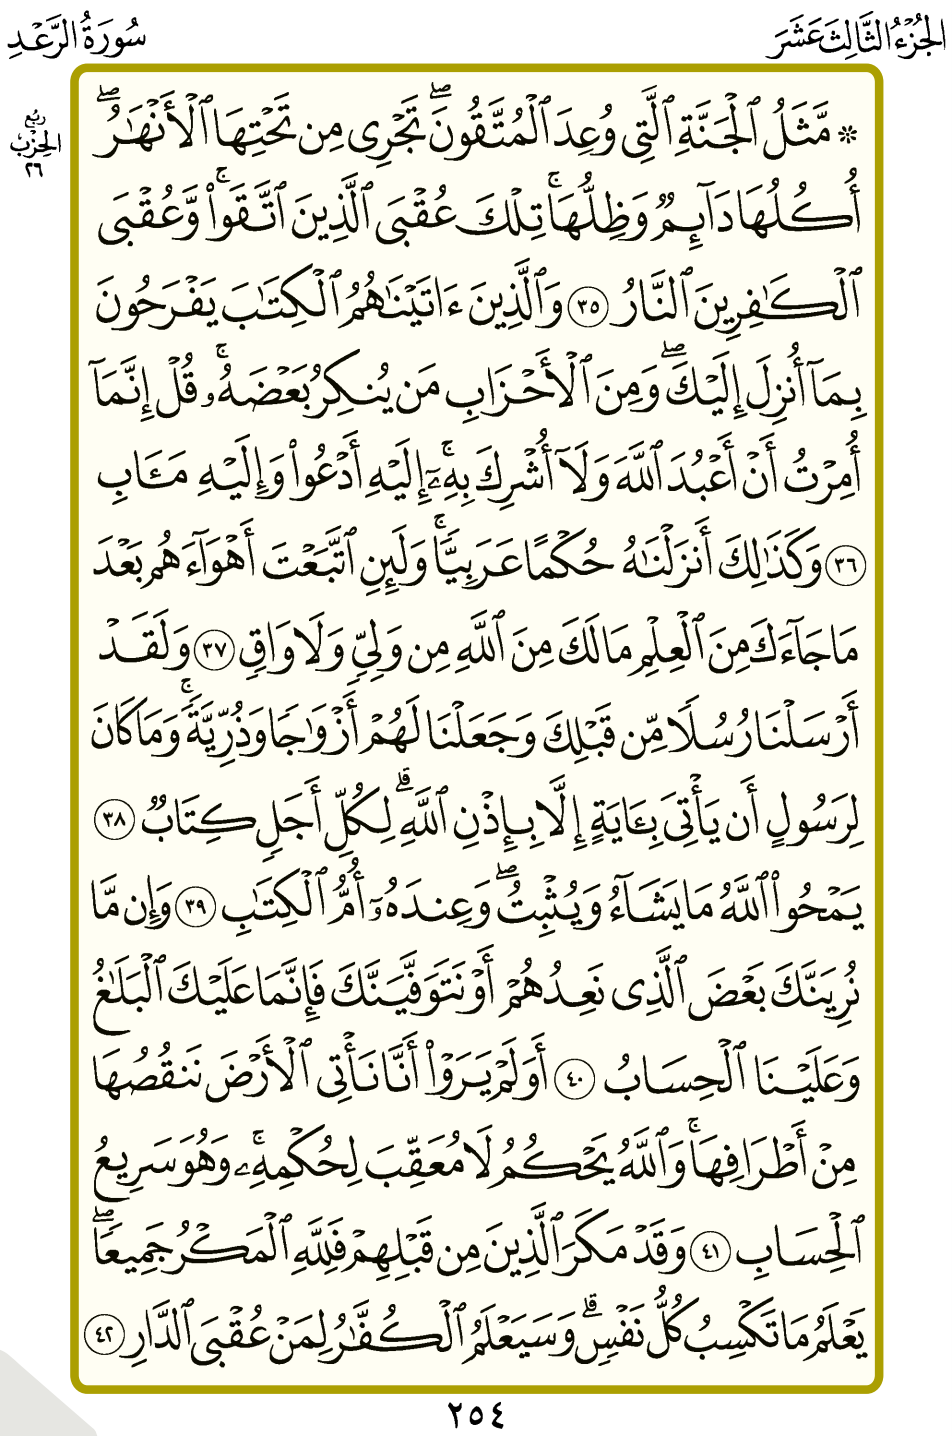 الجُزْءُ الثَّالِثَ عَشَرَ
سُورَةُ الرَّعْدِ
رُبْع
الحِزْب
٢٦
۞ مَّثَلُ ٱلْجَنَّةِ ٱلَّتِى وُعِدَ ٱلْمُتَّقُونَۖ تَجْرِى مِن تَحْتِهَا ٱلْأَنْهَٰرُۖ
أُكُلُهَا دَآئِمٌ وَظِلُّهَاۚ تِلْكَ عُقْبَى ٱلَّذِينَ ٱتَّقَوا۟ۚ وَّعُقْبَى
ٱلْكَٰفِرِينَ ٱلنَّارُ ٣٥ وَٱلَّذِينَ ءَاتَيْنَٰهُمُ ٱلْكِتَٰبَ يَفْرَحُونَ
بِمَآ أُنزِلَ إِلَيْكَۖ وَمِنَ ٱلْأَحْزَابِ مَن يُنكِرُ بَعْضَهُۥۚ قُلْ إِنَّمَآ
أُمِرْتُ أَنْ أَعْبُدَ ٱللَّهَ وَلَآ أُشْرِكَ بِهِۦٓۚ إِلَيْهِ أَدْعُوا۟ وَإِلَيْهِ مَـَٔابِ
٣٦ وَكَذَٰلِكَ أَنزَلْنَٰهُ حُكْمًا عَرَبِيًّاۚ وَلَئِنِ ٱتَّبَعْتَ أَهْوَآءَهُم بَعْدَ
مَا جَآءَكَ مِنَ ٱلْعِلْمِ مَا لَكَ مِنَ ٱللَّهِ مِن وَلِىٍّ وَلَا وَاقٍ ٣٧ وَلَقَدْ
أَرْسَلْنَا رُسُلًا مِّن قَبْلِكَ وَجَعَلْنَا لَهُمْ أَزْوَٰجًا وَذُرِّيَّةًۚ وَمَا كَانَ
لِرَسُولٍ أَن يَأْتِىَ بِـَٔايَةٍ إِلَّا بِإِذْنِ ٱللَّهِۗ لِكُلِّ أَجَلٍ كِتَابٌ ٣٨
يَمْحُوا۟ ٱللَّهُ مَا يَشَآءُ وَيُثْبِتُۖ وَعِندَهُۥٓ أُمُّ ٱلْكِتَٰبِ ٣٩ وَإِن مَّا
نُرِيَنَّكَ بَعْضَ ٱلَّذِى نَعِدُهُمْ أَوْ نَتَوَفَّيَنَّكَ فَإِنَّمَا عَلَيْكَ ٱلْبَلَٰغُ
وَعَلَيْنَا ٱلْحِسَابُ ٤٠ أَوَلَمْ يَرَوْا۟ أَنَّا نَأْتِى ٱلْأَرْضَ نَنقُصُهَا
مِنْ أَطْرَافِهَاۚ وَٱللَّهُ يَحْكُمُ لَا مُعَقِّبَ لِحُكْمِهِۦۚ وَهُوَ سَرِيعُ
ٱلْحِسَابِ ٤١ وَقَدْ مَكَرَ ٱلَّذِينَ مِن قَبْلِهِمْ فَلِلَّهِ ٱلْمَكْرُ جَمِيعًاۖ
يَعْلَمُ مَا تَكْسِبُ كُلُّ نَفْسٍۗ وَسَيَعْلَمُ ٱلْكُفَّٰرُ لِمَنْ عُقْبَى ٱلدَّارِ ٤٢
٢٥٤